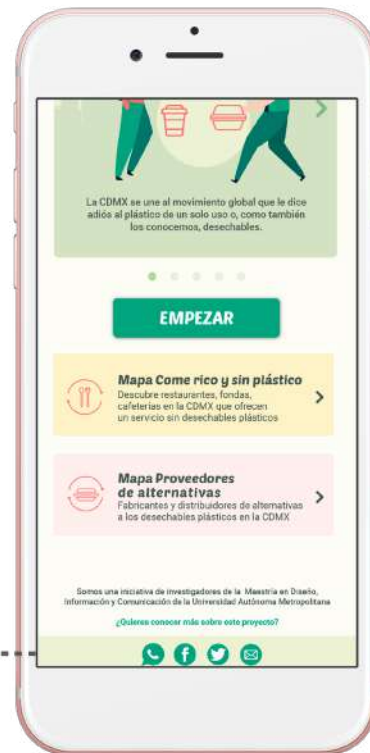 La CDMX se une al movimiento global que le dice
adiós al plástico de un solo uso o, como también
los conocemos, desechables.
EMPEZAR
Mapa Come rico y sin plástico
Descubre restaurantes, fondas,
cafeterías en la CDMX que ofrecen
un servicio sin desechables plásticos
Mapa Proveedores
de alternativas
Fabricantes y distribuidores de alternativas
a los desechables plásticos en la CDMX
Somos una iniciativa de investigadores de la Maestría en Diseño,
Información y Comunicación de la Universidad Autónoma Metropolitana
¿Quieres conocer más sobre este proyecto?